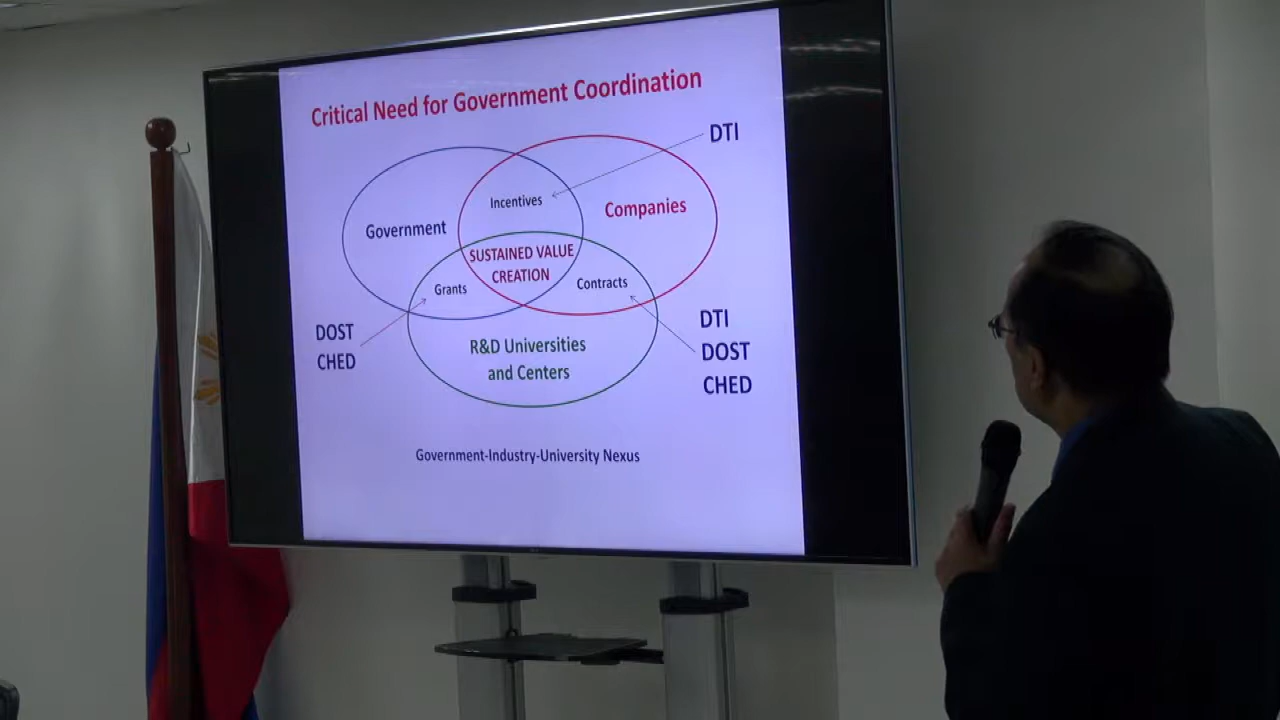 Critical Need for Government Coordination
DTI
Incentives
Companies
Government
SUSTAINED VALUE
CREATION
Grants
Contracts
DOST
CHED
R&D Universities
and Centers
DTI
DOST
CHED
Government-Industry-University Nexus